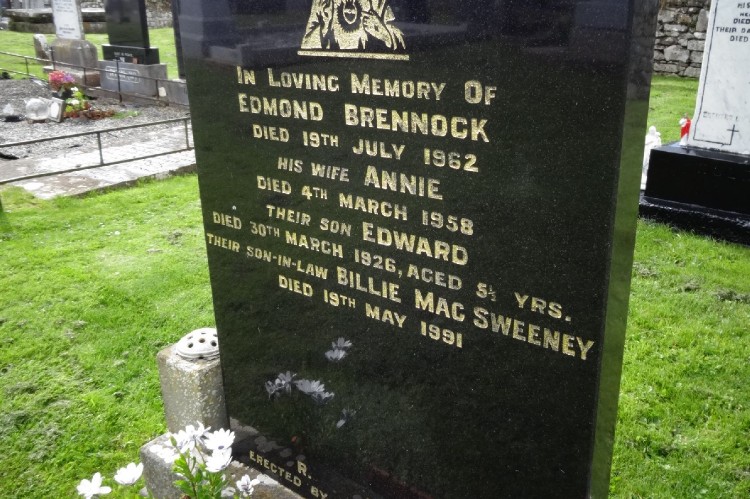 In Loving Memory Of
EDMOND BRENNOCK
DIED 19TH JULY 1962
HIS WIFE ANNIE
DIED 4TH MARCH 1958
THEIR SON EDWARD
DIED 30TH MARCH 1926, AGED 5½ YRS.
THEIR SON-IN-LAW BILLIE MAC SWEENEY
DIED 19TH MAY 1991
R.
ERECTED BY